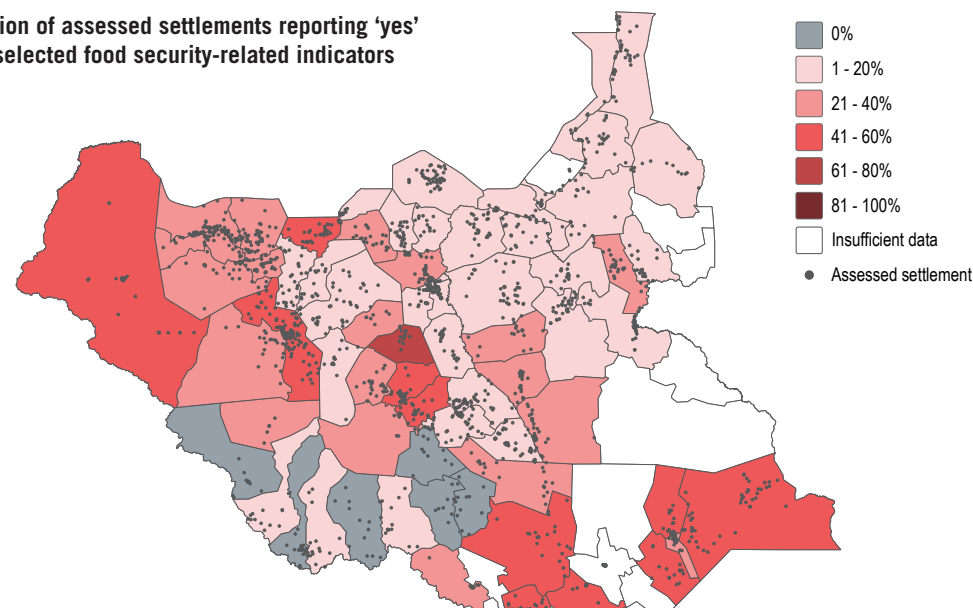 ion of assessed settlements reporting ‘yes’
selected food security-related indicators
0%
1 - 20%
21 - 40%
41 - 60%
61 - 80%
81 - 100%
Insufficient data
Assessed settlement